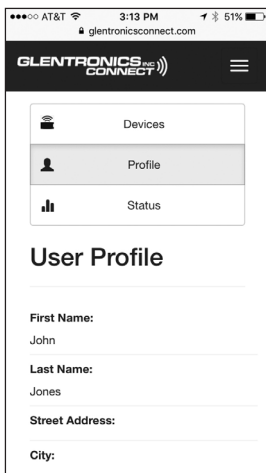 AT&T 3:13 PM 51%
glentronicsconnect.com
GLENTRONICS INC
CONNECT
Devices
Profile
Status
User Profile
First Name:
John
Last Name:
Jones
Street Address:
City: